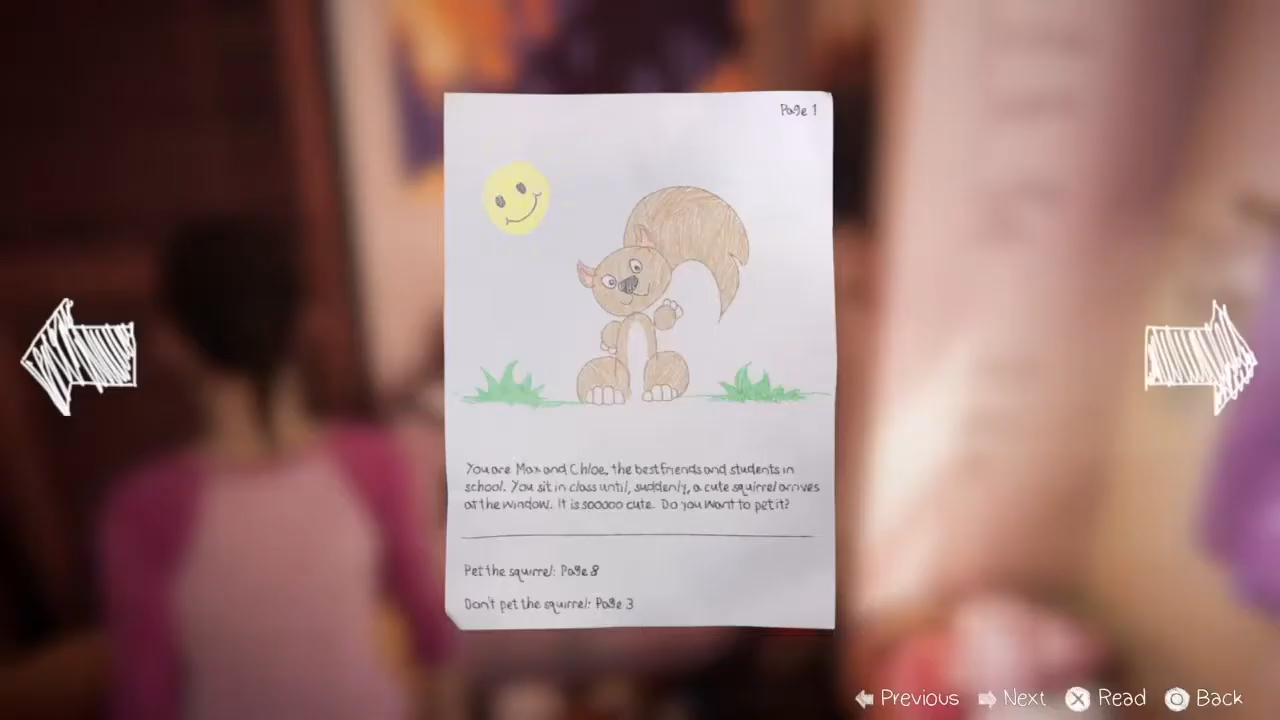 Page 1
You are Max and Chloe, the best friends and students in
school. You sit in class until, suddenly, a cute squirrel arrives
at the window. It is sooooo cute. Do you want to pet it?
Pet the squirrel: Page 8
Don't pet the squirrel: Page 3
Previous Next Read Back